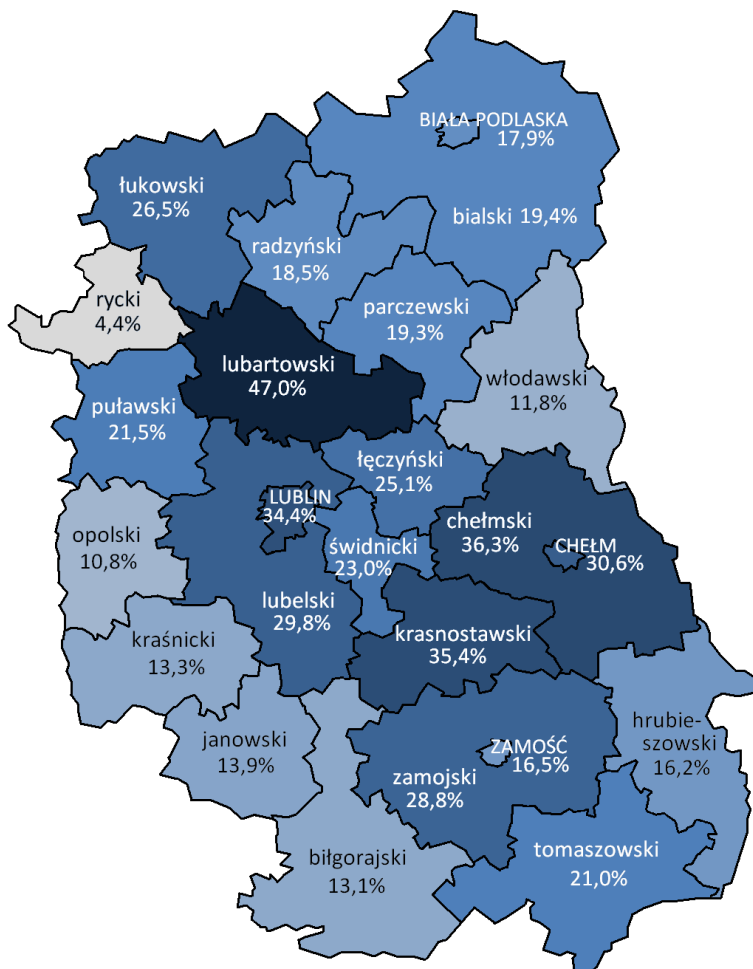 BIAŁA PODLASKA
17,9%
łukowski
26,5%
bialski 19,4%
radzyński
18,5%
rycki
4,4%
parczewski
19,3%
lubartowski
47,0%
włodawski
11,8%
puławski
21,5%
łęczyński
25,1%
LUBLIN
34,4%
chełmski
36,3%
CHEŁM
30,6%
opolski
10,8%
świdnicki
23,0%
lubelski
29,8%
kraśnicki
13,3%
krasnostawski
35,4%
hrubie-
szowski
16,2%
janowski
13,9%
ZAMOŚĆ
16,5%
zamojski
28,8%
biłgorajski
13,1%
tomaszowski
21,0%